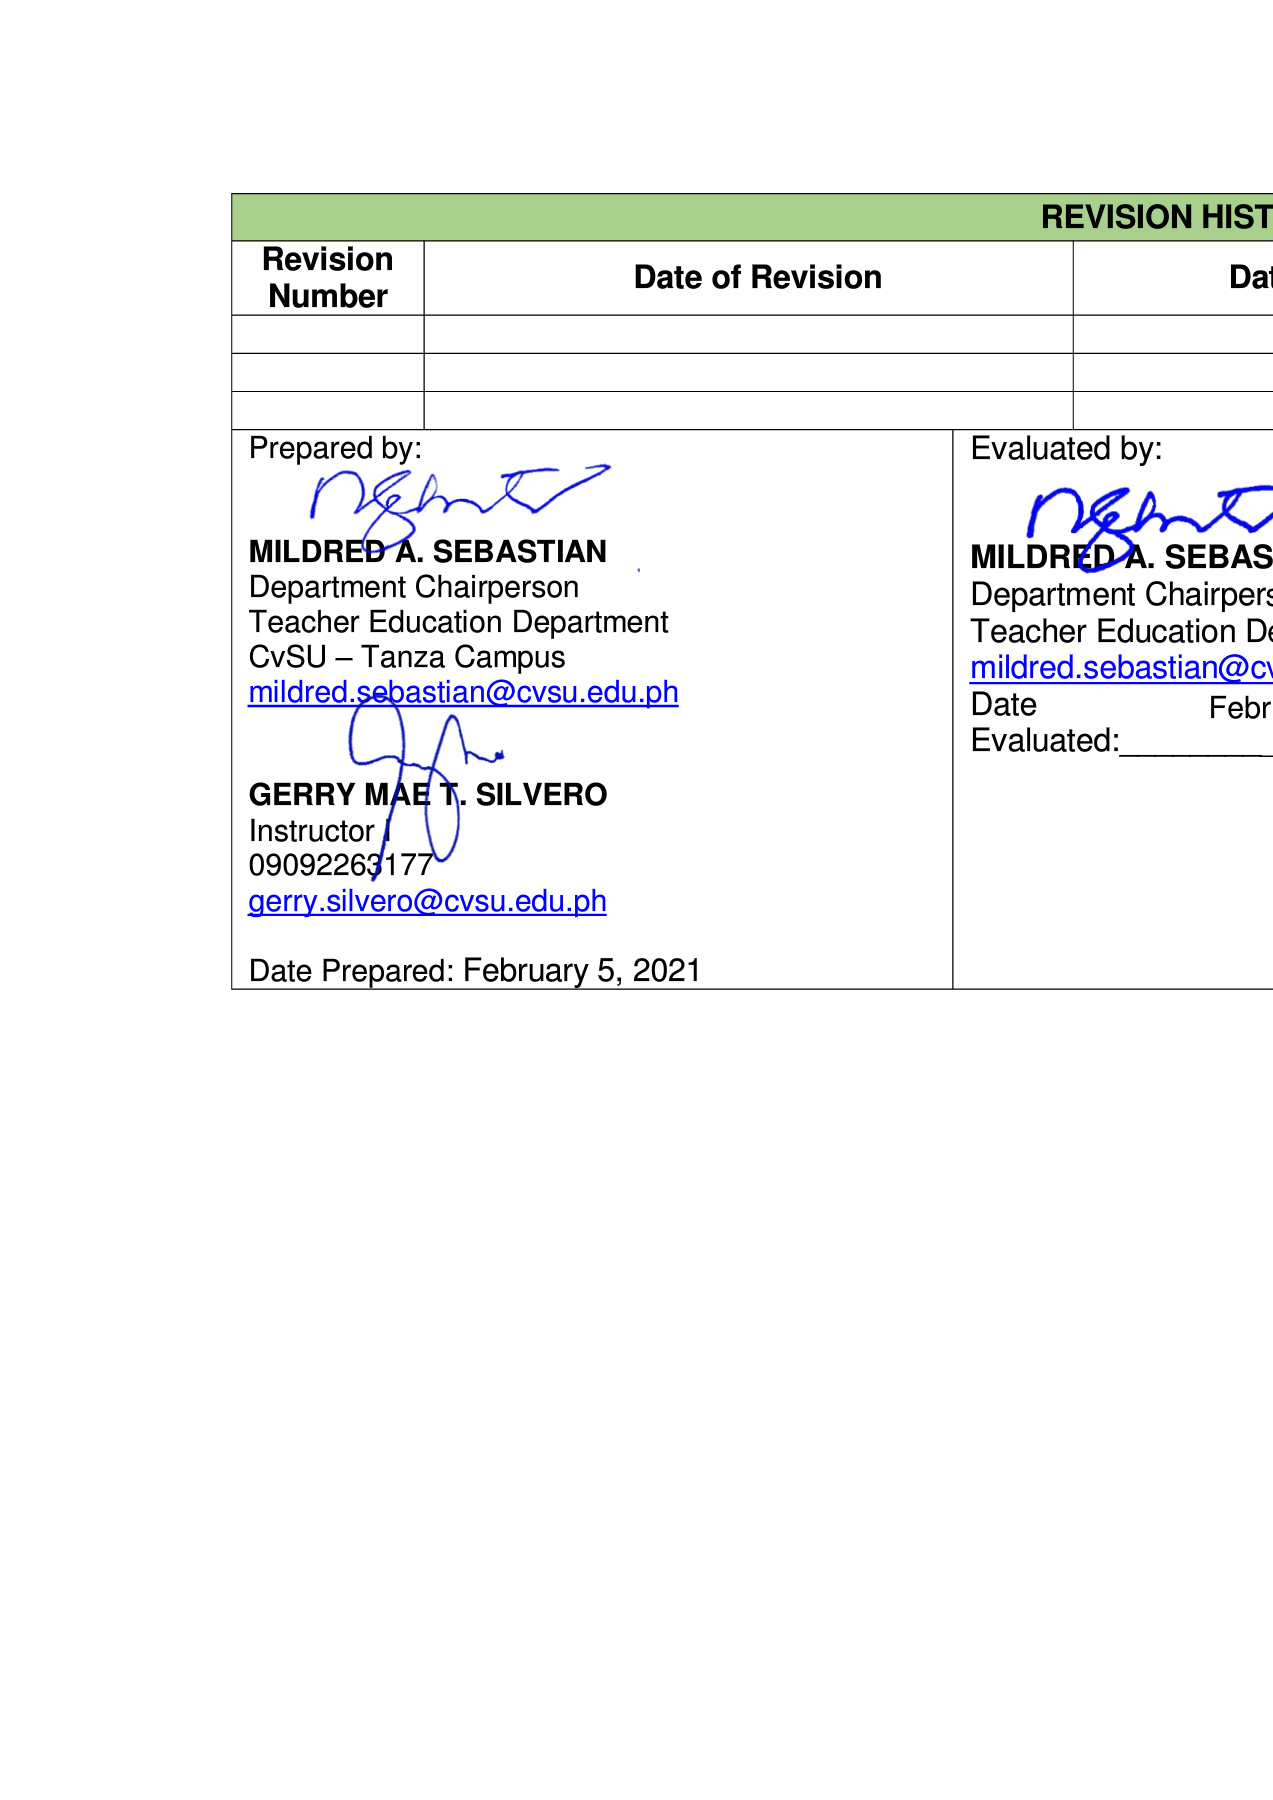 REVISION HIST
Revision
Number
Date of Revision
Dat
Prepared by:
MILDRED A. SEBASTIAN
Department Chairperson
Teacher Education Department
CvSU – Tanza Campus
mildred.sebastian@cvsu.edu.ph
GERRY MAE T. SILVERO
Instructor I
09092263177
gerry.silvero@cvsu.edu.ph
Date Prepared: February 5, 2021
Evaluated by:
MILDRED A. SEBAS
Department Chairpers
Teacher Education De
mildred.sebastian@cv
Date Febr
Evaluated:__________